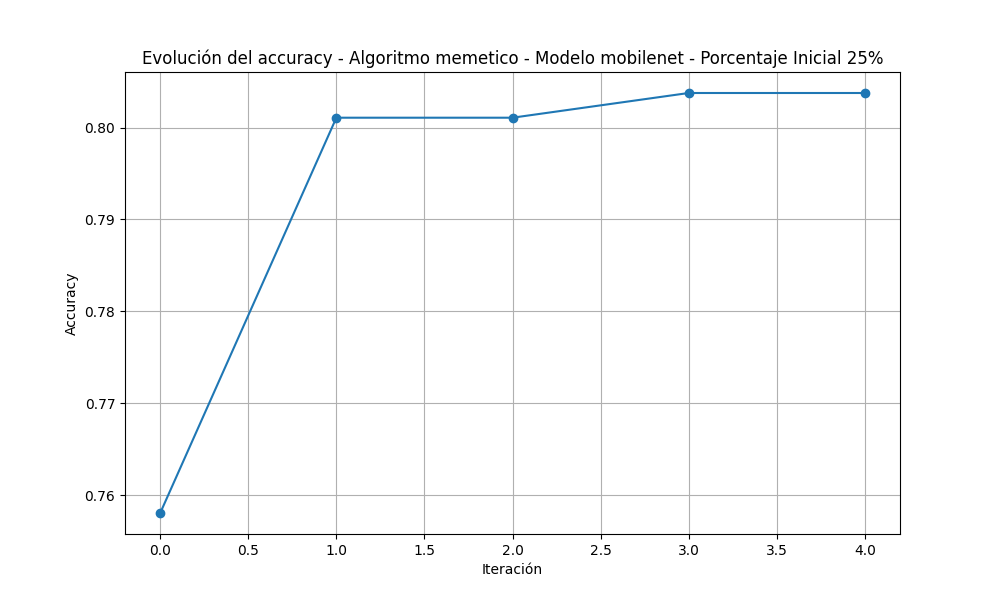 Evolución del accuracy - Algoritmo memetico - Modelo mobilenet - Porcentaje Inicial 25%
Accuracy
0.80
0.79
0.78
0.77
0.76
0.0 0.5 1.0 1.5 2.0 2.5 3.0 3.5 4.0
Iteración